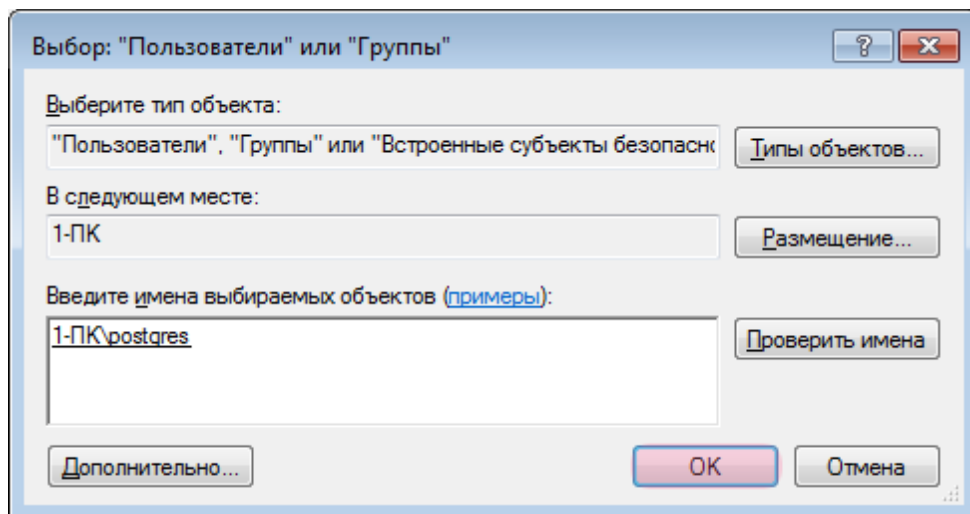 Выбор: "Пользователи" или "Группы"
Выберите тип объекта:
"Пользователи", "Группы" или "Встроенные субъекты безопасно
Типы объектов...
В следующем месте:
1-ПК
Размещение...
Введите имена выбираемых объектов (примеры):
1-ПК\postgres
Проверить имена
Дополнительно...
ОК
Отмена